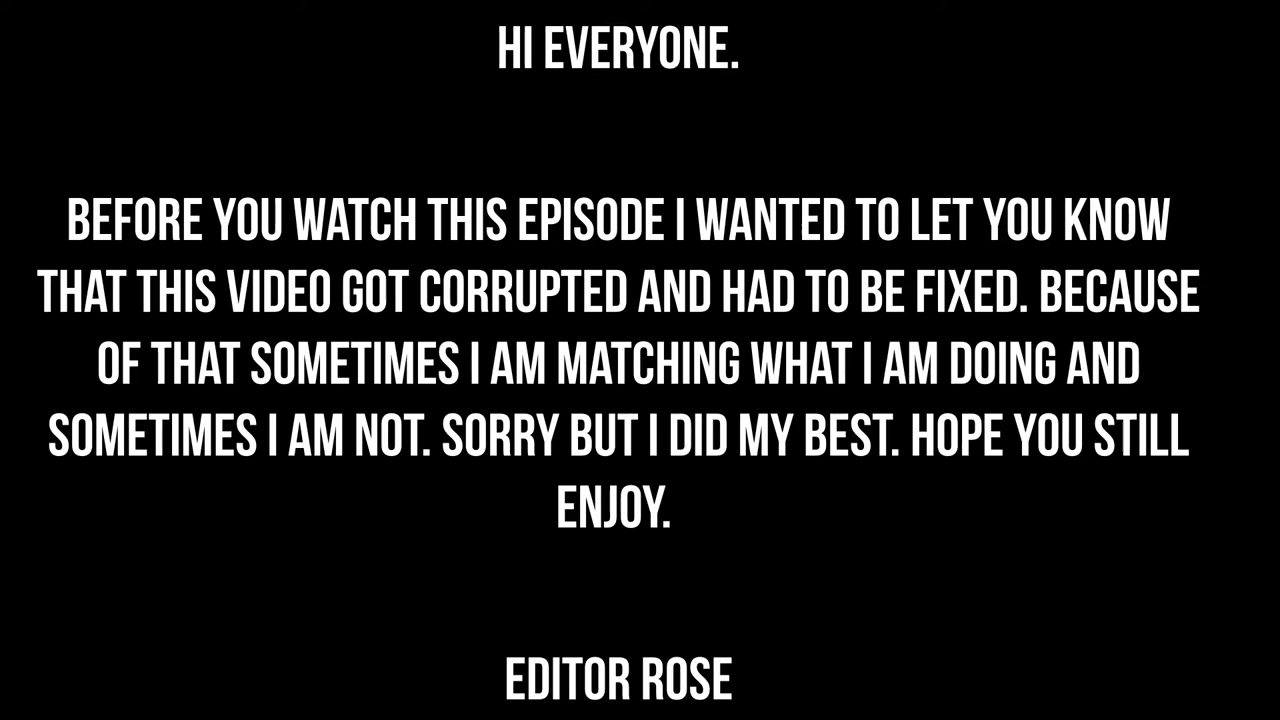 HI EVERYONE.
BEFORE YOU WATCH THIS EPISODE I WANTED TO LET YOU KNOW
THAT THIS VIDEO GOT CORRUPTED AND HAD TO BE FIXED. BECAUSE
OF THAT SOMETIMES I AM MATCHING WHAT I AM DOING AND
SOMETIMES I AM NOT. SORRY BUT I DID MY BEST. HOPE YOU STILL
ENJOY.
EDITOR ROSE